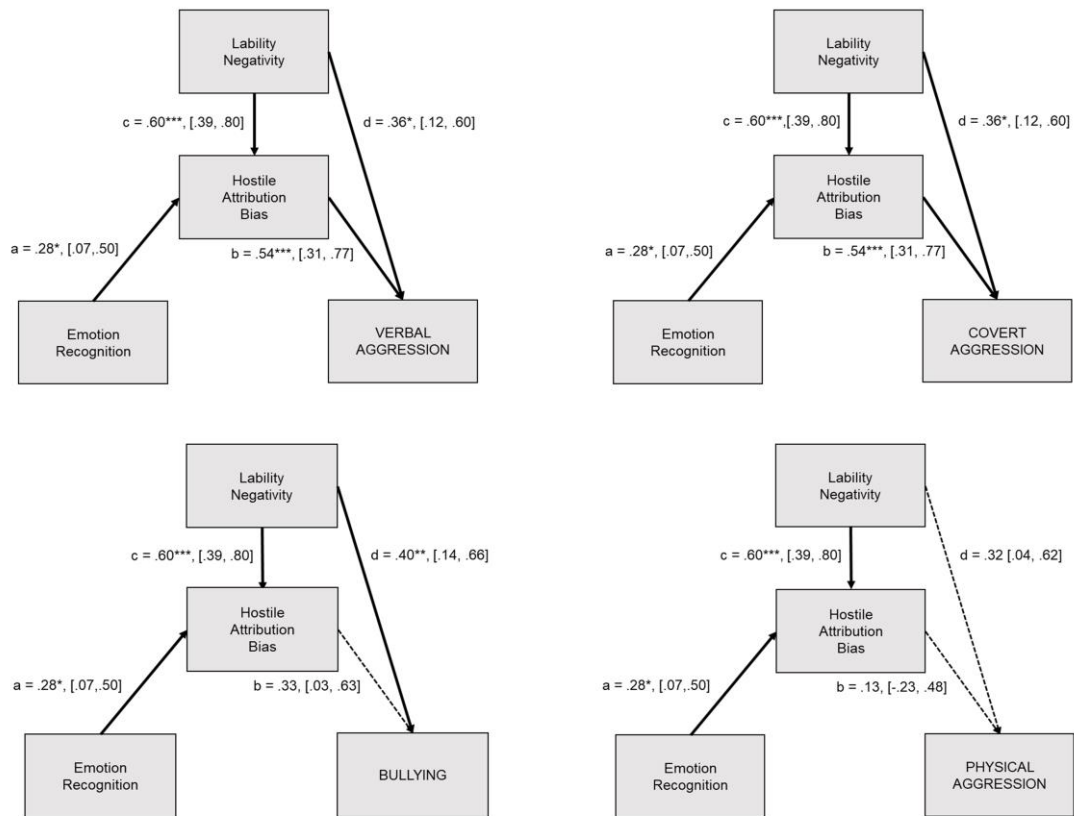 Lability
Negativity
c = .60***, [.39, .80]
d = .36*, [.12, .60]
Hostile
Attribution
Bias
a = .28*, [.07,.50]
b = .54***, [.31, .77]
Emotion
Recognition
VERBAL
AGGRESSION
Lability
Negativity
c = .60***,[.39, .80]
d = .36*, [.12, .60]
Hostile
Attribution
Bias
a = .28*, [.07,.50]
b = .54***, [.31, .77]
Emotion
Recognition
COVERT
AGGRESSION
Lability
Negativity
c = .60***, [.39, .80]
d = .40**, [.14, .66]
Hostile
Attribution
Bias
a = .28*, [.07,.50]
b = .33, [.03, .63]
Emotion
Recognition
BULLYING
Lability
Negativity
c = .60***, [.39, .80]
d = .32 [.04, .62]
Hostile
Attribution
Bias
a = .28*, [.07,.50]
b = .13, [-.23, .48]
Emotion
Recognition
PHYSICAL
AGGRESSION